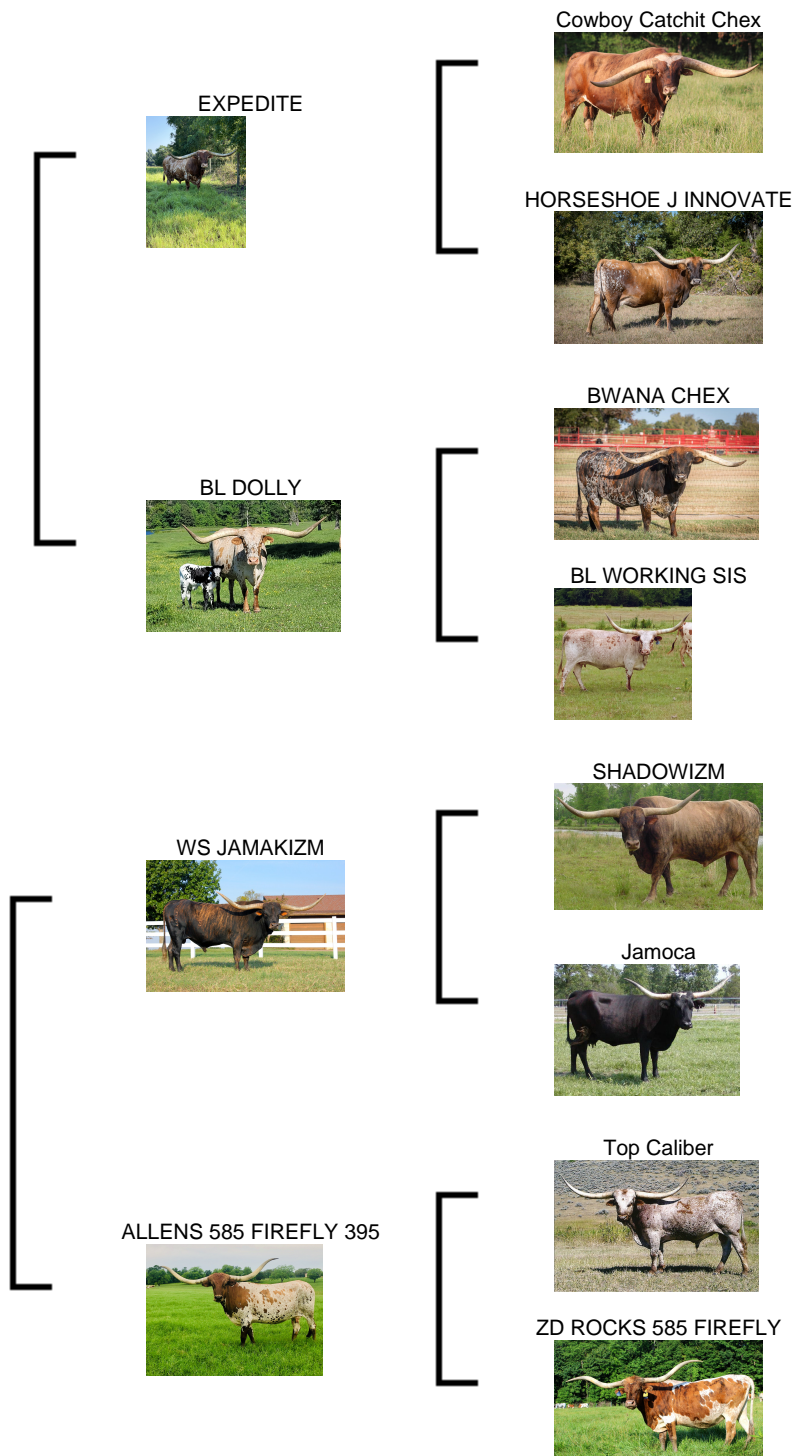 Cowboy Catchit Chex
EXPEDITE
HORSESHOE J INNOVATE
BWANA CHEX
BL DOLLY
BL WORKING SIS
SHADOWIZM
WS JAMAKIZM
Jamoca
Top Caliber
ALLENS 585 FIREFLY 395
ZD ROCKS 585 FIREFLY